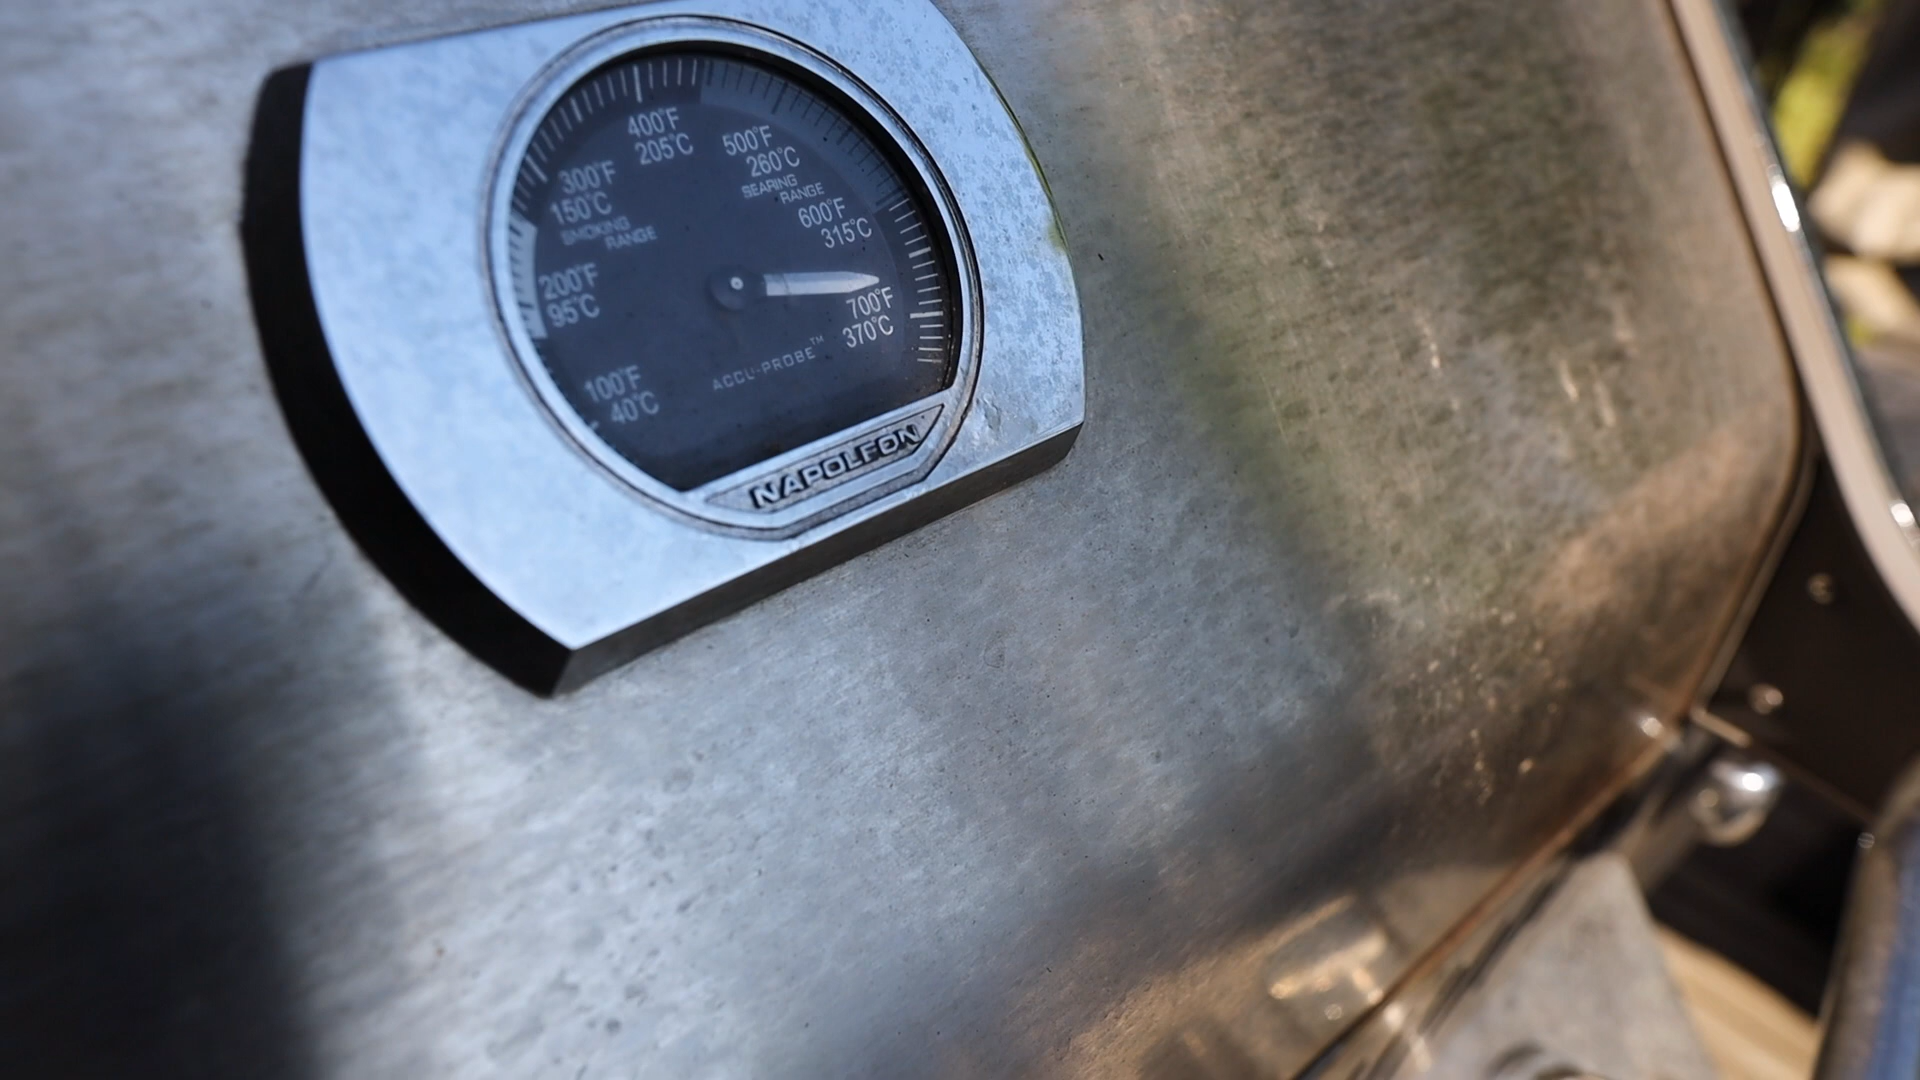 400°F
205°C
500°F
260°C
SEARING
RANGE
300°F
150°C
SMOKING
RANGE
600°F
315°C
200°F
95°C
700°F
370°C
ACCU-PROBE™
100°F
40°C
NAPOLEON